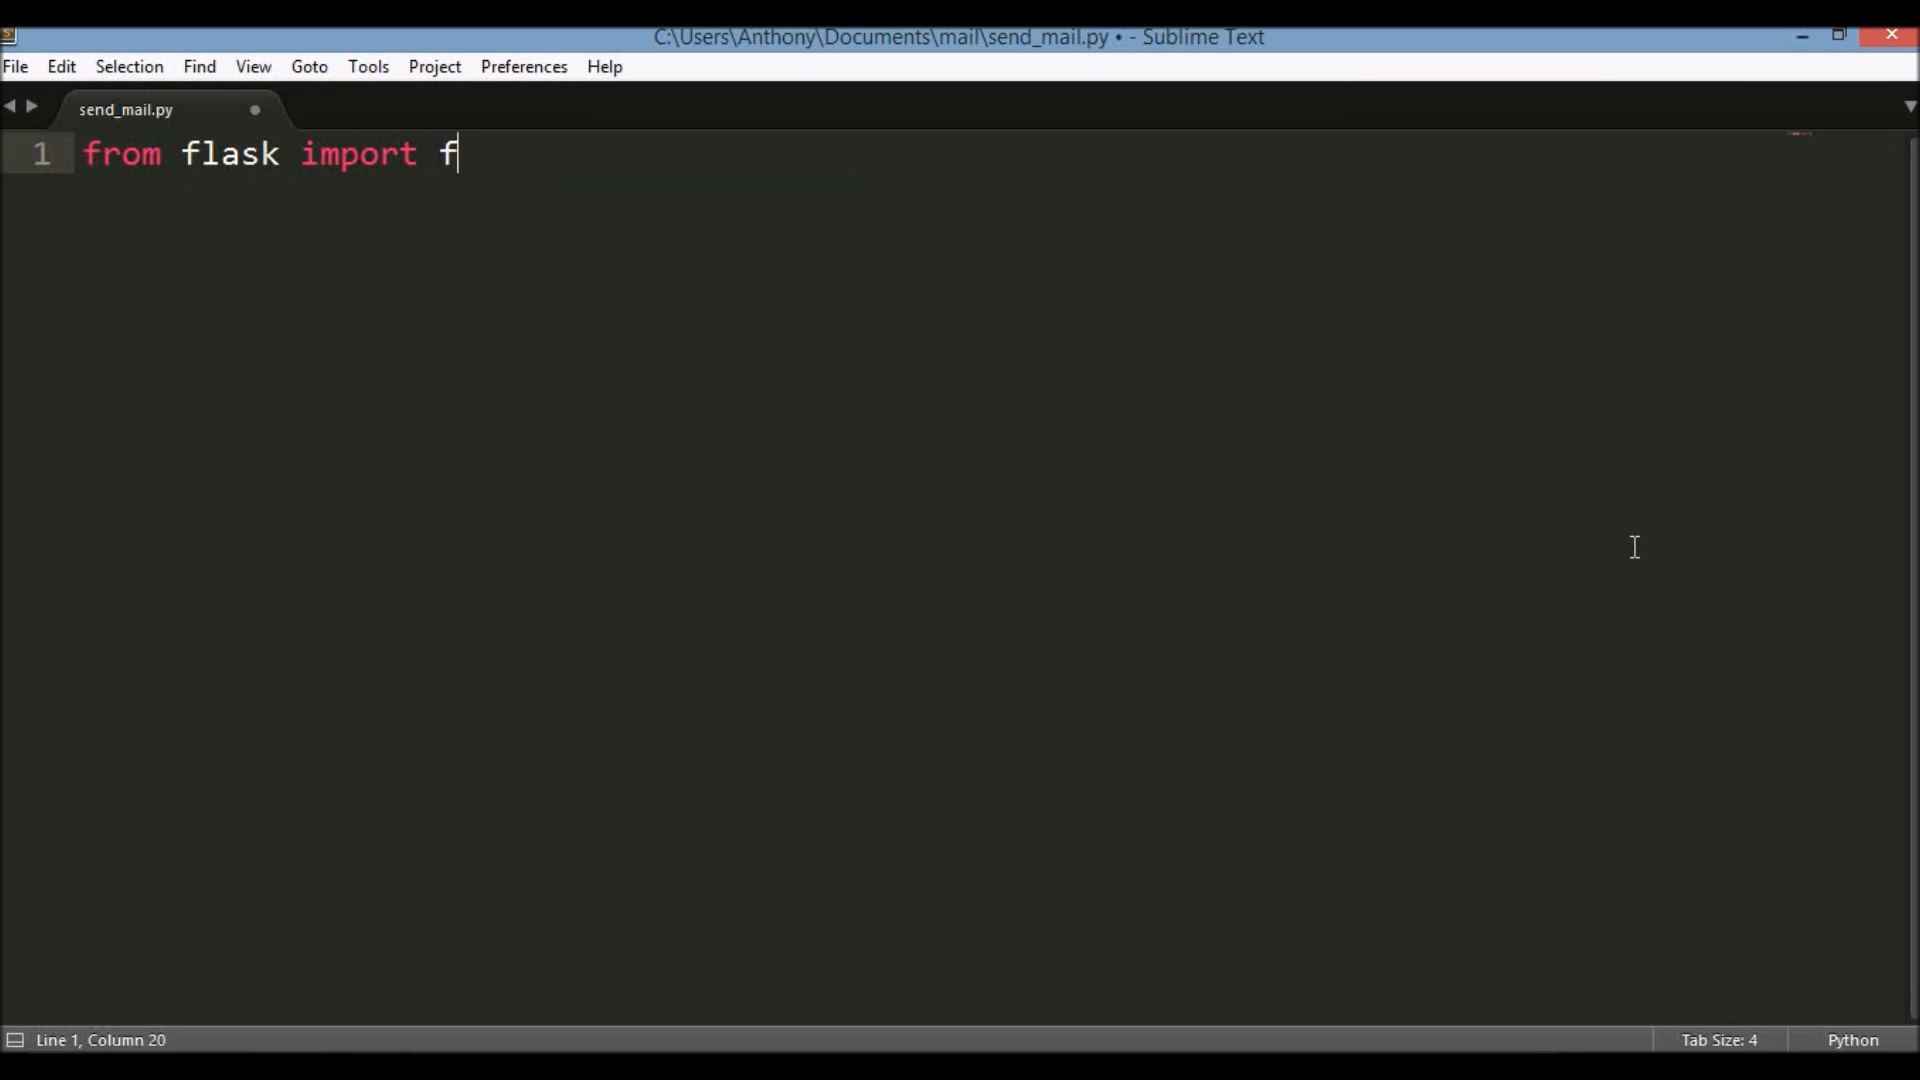 C:\Users\Anthony\Documents\mail\send_mail.py • - Sublime Text
File Edit Selection Find View Goto Tools Project Preferences Help
send_mail.py
1 from flask import f
Line 1, Column 20 Tab Size: 4 Python